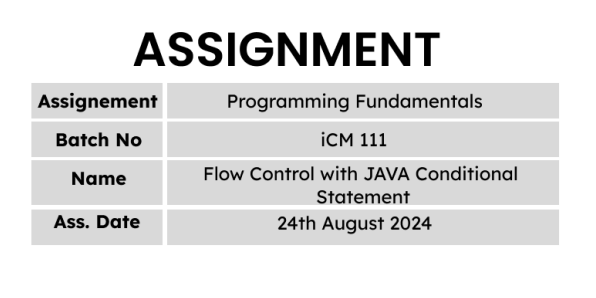 ASSIGNMENT
Assignement Programming Fundamentals
Batch No iCM 111
Name Flow Control with JAVA Conditional
Statement
Ass. Date 24th August 2024